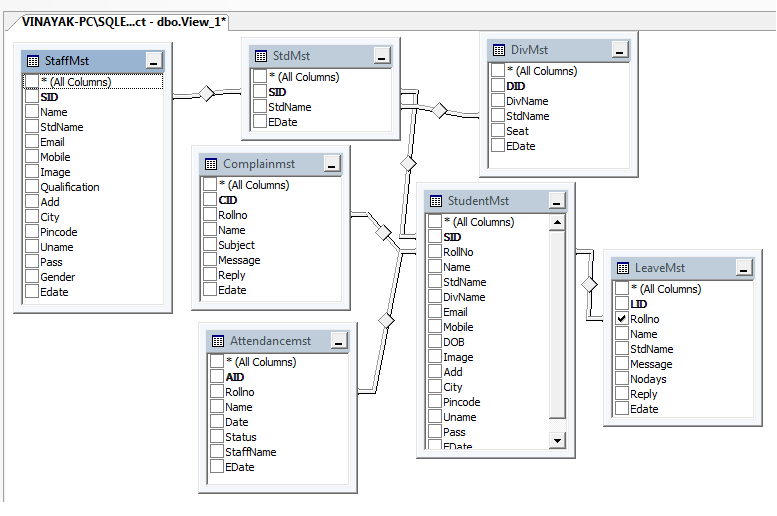 VINAYAK-PC\SQLE...ct - dbo.View_1*
StaffMst
* (All Columns)
SID
Name
StdName
Email
Mobile
Image
Qualification
Add
City
Pincode
Uname
Pass
Gender
Edate
StdMst
* (All Columns)
SID
StdName
EDate
DivMst
* (All Columns)
DID
DivName
StdName
Seat
EDate
Complainmst
* (All Columns)
CID
Rollno
Name
Subject
Message
Reply
Edate
StudentMst
* (All Columns)
SID
RollNo
Name
StdName
DivName
Email
Mobile
DOB
Image
Add
City
Pincode
Uname
Pass
EDate
LeaveMst
* (All Columns)
LID
Rollno
Name
StdName
Message
Nodays
Reply
Edate
Attendancemst
* (All Columns)
AID
Rollno
Name
Date
Status
StaffName
EDate